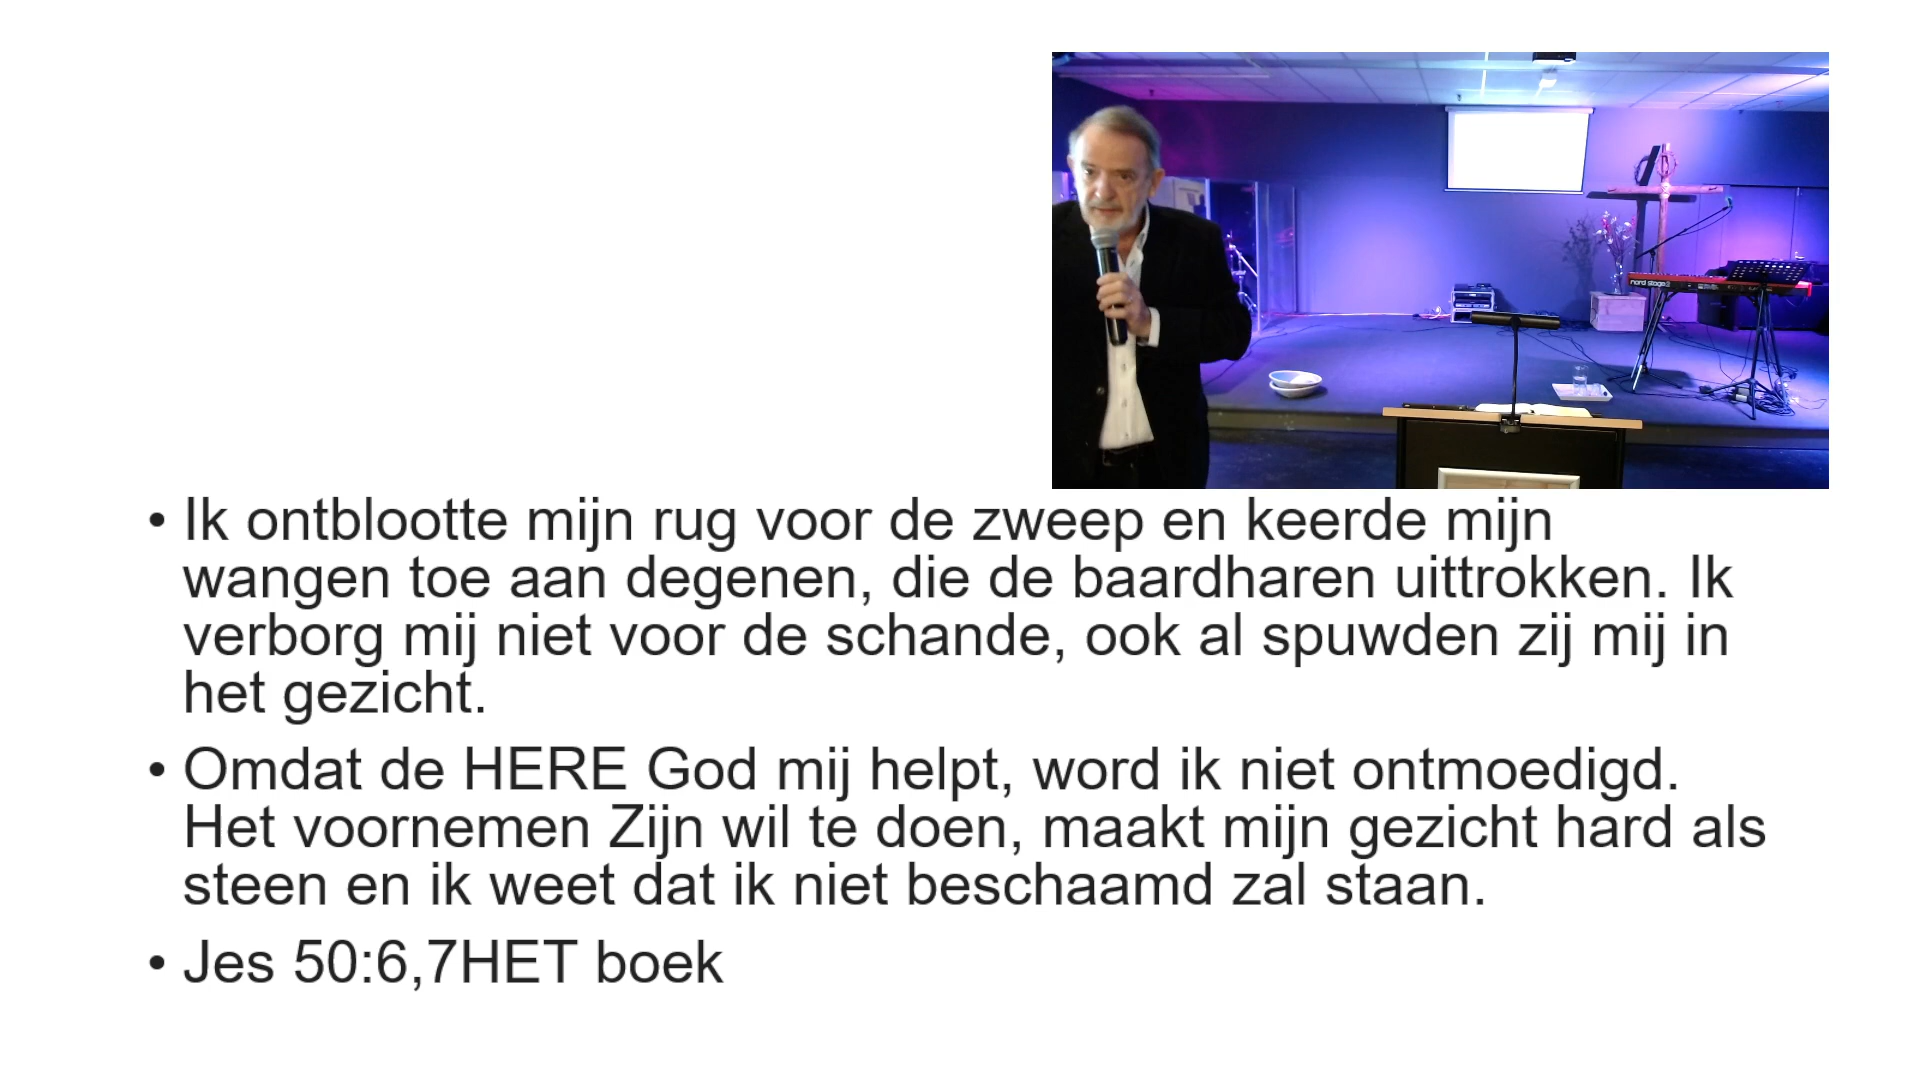 nord stage 2
• Ik ontblootte mijn rug voor de zweep en keerde mijn
wangen toe aan degenen, die de baardharen uittrokken. Ik
verborg mij niet voor de schande, ook al spuwden zij mij in
het gezicht.
• Omdat de HERE God mij helpt, word ik niet ontmoedigd.
Het voornemen Zijn wil te doen, maakt mijn gezicht hard als
steen en ik weet dat ik niet beschaamd zal staan.
• Jes 50:6,7HET boek